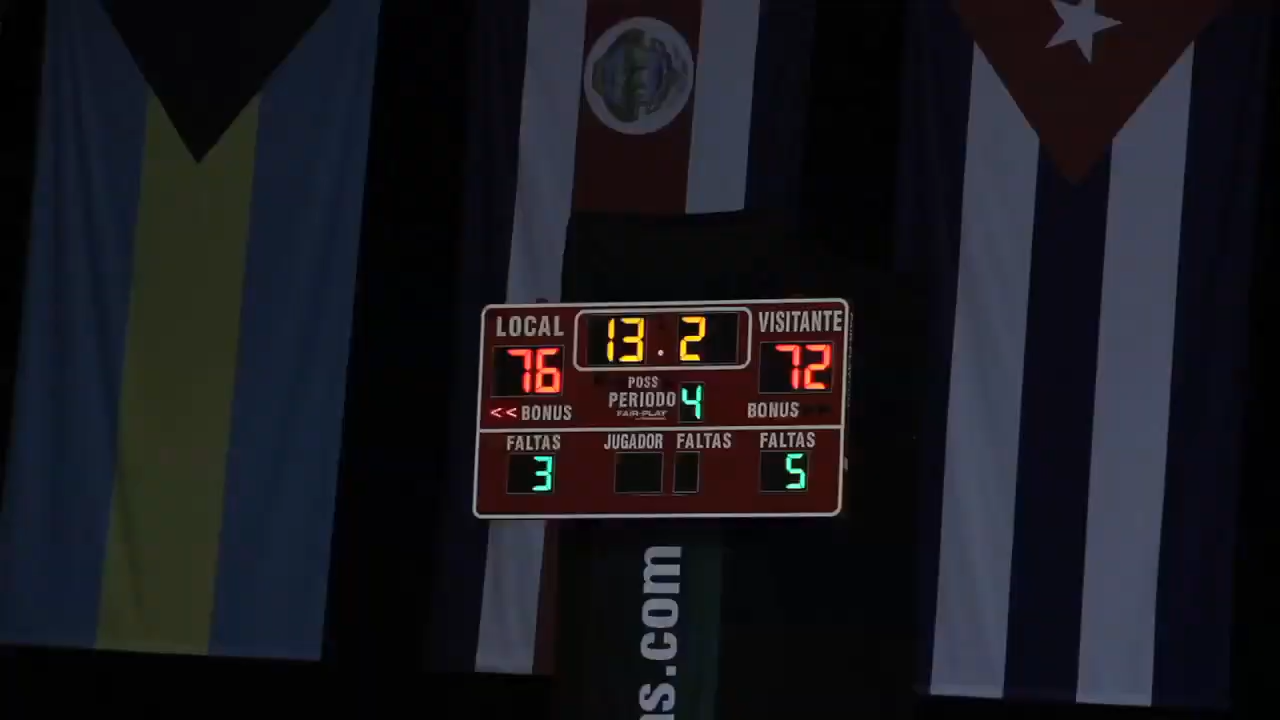 LOCAL 13.2 VISITANTE
76 72
POSS
<< BONUS PERIODO 4 BONUS
FAIR-PLAY
FALTAS JUGADOR FALTAS FALTAS
3 5
ns.com